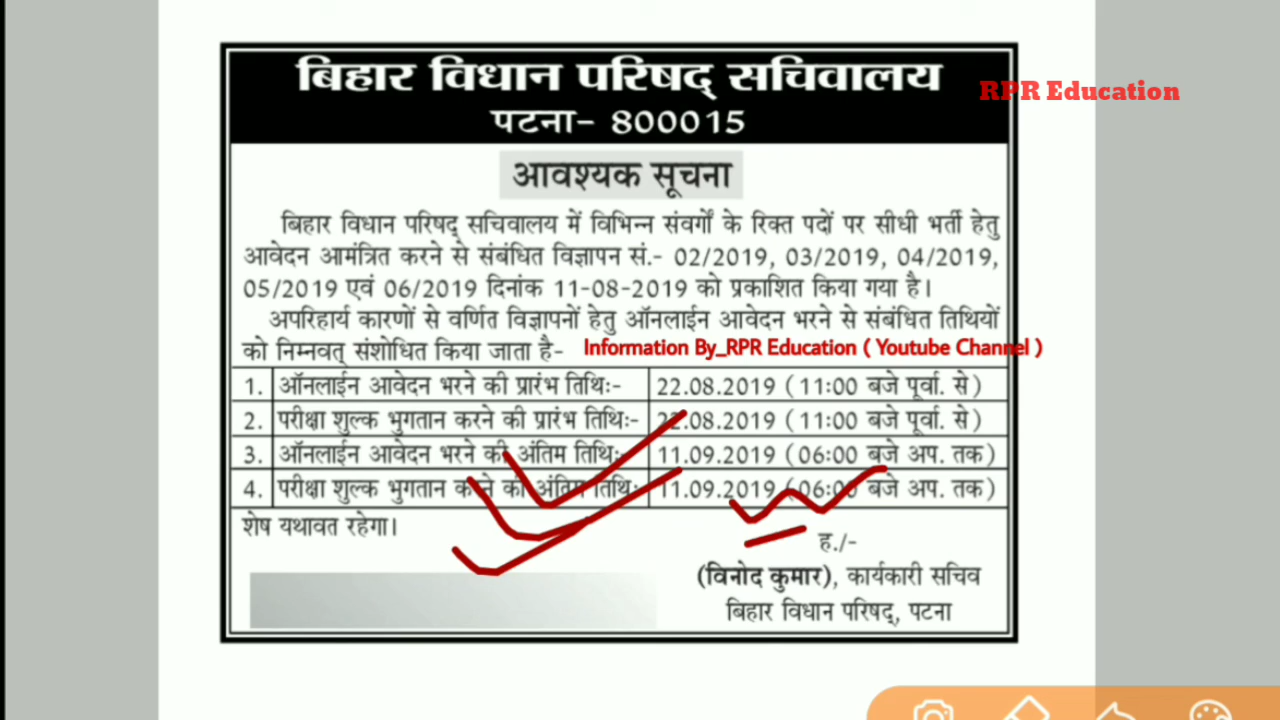 बिहार विधान परिषद् सचिवालय
RPR Education
पटना- 800015
आवश्यक सूचना
बिहार विधान परिषद् सचिवालय में विभिन्न संवर्गों के रिक्त पदों पर सीधी भर्ती हेतु
आवेदन आमंत्रित करने से संबंधित विज्ञापन सं.- 02/2019, 03/2019, 04/2019,
05/2019 एवं 06/2019 दिनांक 11-08-2019 को प्रकाशित किया गया है।
अपरिहार्य कारणों से वर्णित विज्ञापनों हेतु ऑनलाईन आवेदन भरने से संबंधित तिथियों
को निम्नवत् संशोधित किया जाता है- Information By_RPR Education ( Youtube Channel )
1. ऑनलाईन आवेदन भरने की प्रारंभ तिथिः- 22.08.2019 (11:00 बजे पूर्वा. से)
2. परीक्षा शुल्क भुगतान करने की प्रारंभ तिथिः- 22.08.2019 (11:00 बजे पूर्वा. से)
3. ऑनलाईन आवेदन भरने की अंतिम तिथिः- 11.09.2019 (06:00 बजे अप. तक)
4. परीक्षा शुल्क भुगतान करने की अंतिम तिथिः- 11.09.2019 (06:00 बजे अप. तक)
शेष यथावत रहेगा।
ह./-
(विनोद कुमार), कार्यकारी सचिव
बिहार विधान परिषद्, पटना